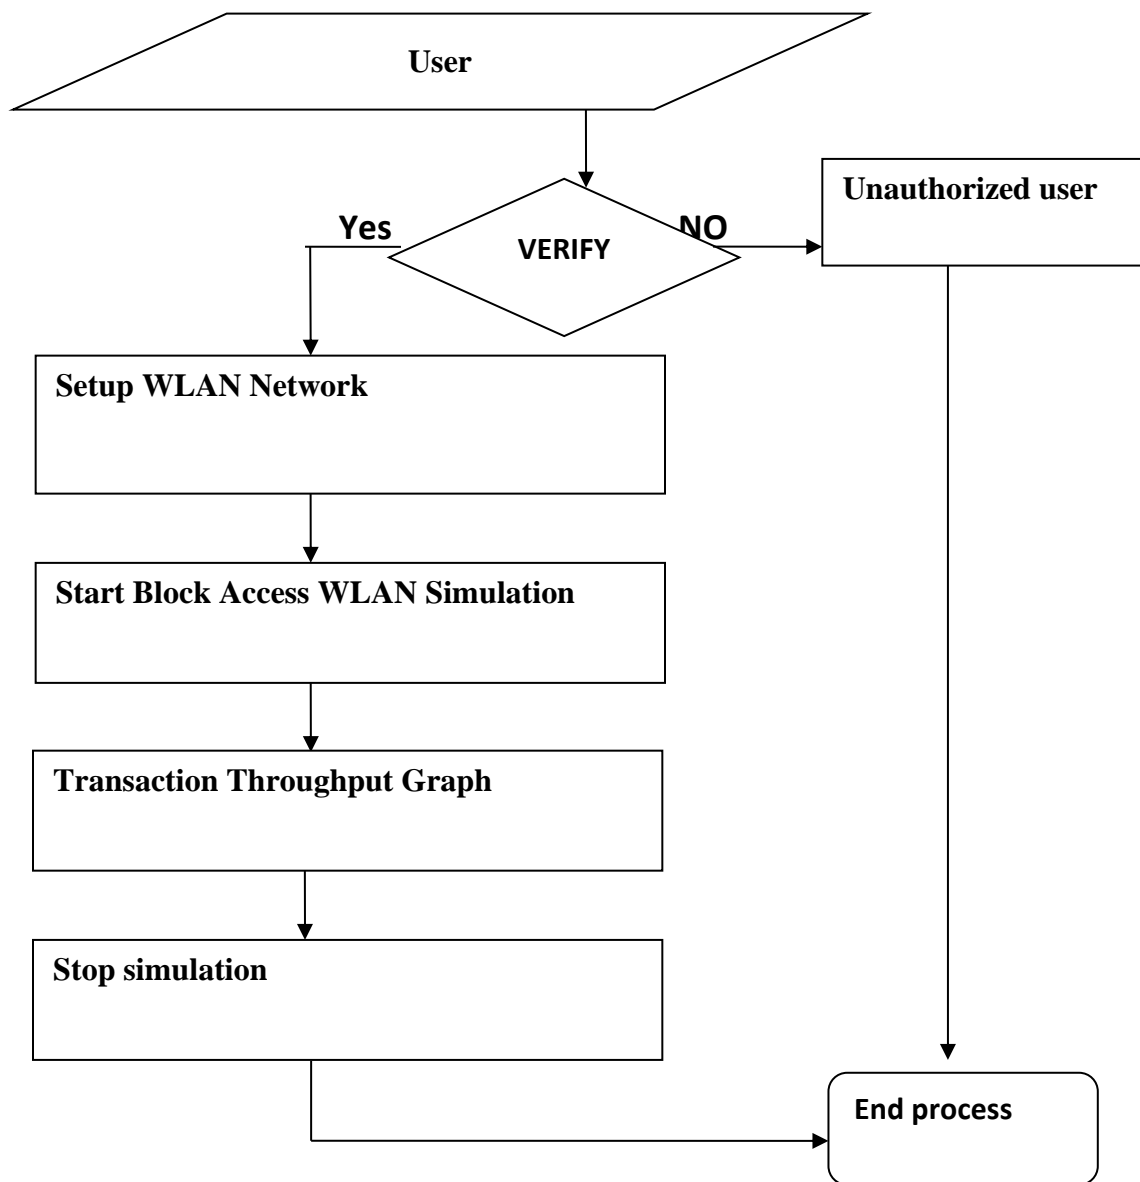 User
Unauthorized user
Yes
NO
VERIFY
Setup WLAN Network
Start Block Access WLAN Simulation
Transaction Throughput Graph
Stop simulation
End process